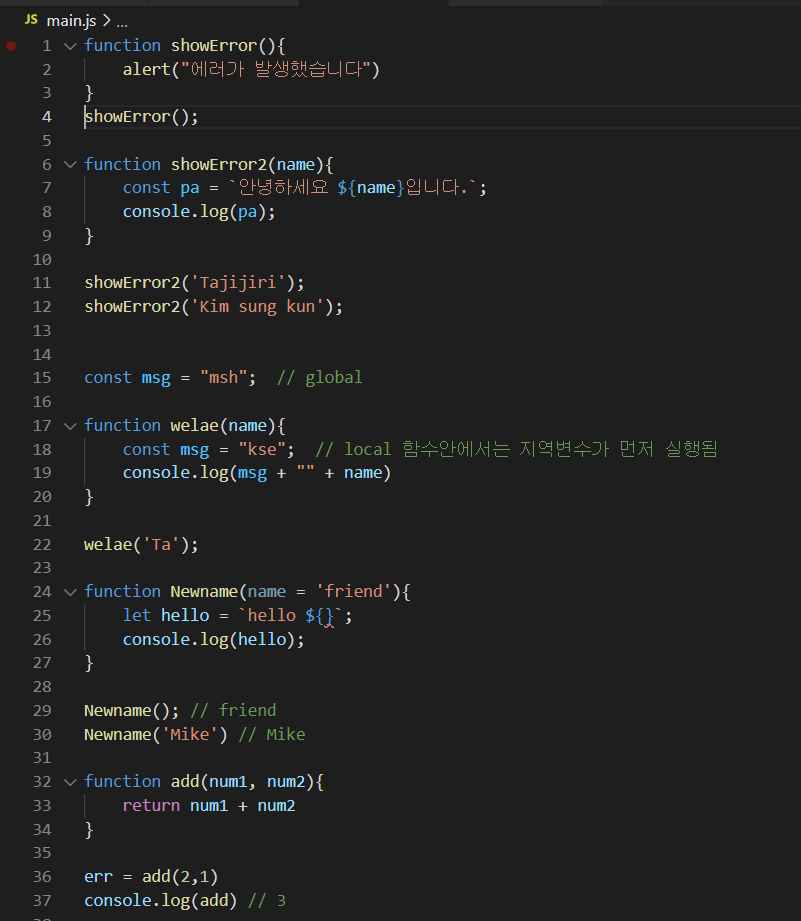 JS main.js > ...
1 function showError(){
2 alert("에러가 발생했습니다")
3 }
4 showError();
5
6 function showError2(name){
7 const pa = `안녕하세요 ${name}입니다.`;
8 console.log(pa);
9 }
10
11 showError2('Tajijiri');
12 showError2('Kim sung kun');
13
14
15 const msg = "msh";  // global
16
17 function welae(name){
18 const msg = "kse";  // local 함수안에서는 지역변수가 먼저 실행됨
19 console.log(msg + "" + name)
20 }
21
22 welae('Ta');
23
24 function Newname(name = 'friend'){
25 let hello = `hello ${}`;
26 console.log(hello);
27 }
28
29 Newname(); // friend
30 Newname('Mike') // Mike
31
32 function add(num1, num2){
33 return num1 + num2
34 }
35
36 err = add(2,1)
37 console.log(add) // 3